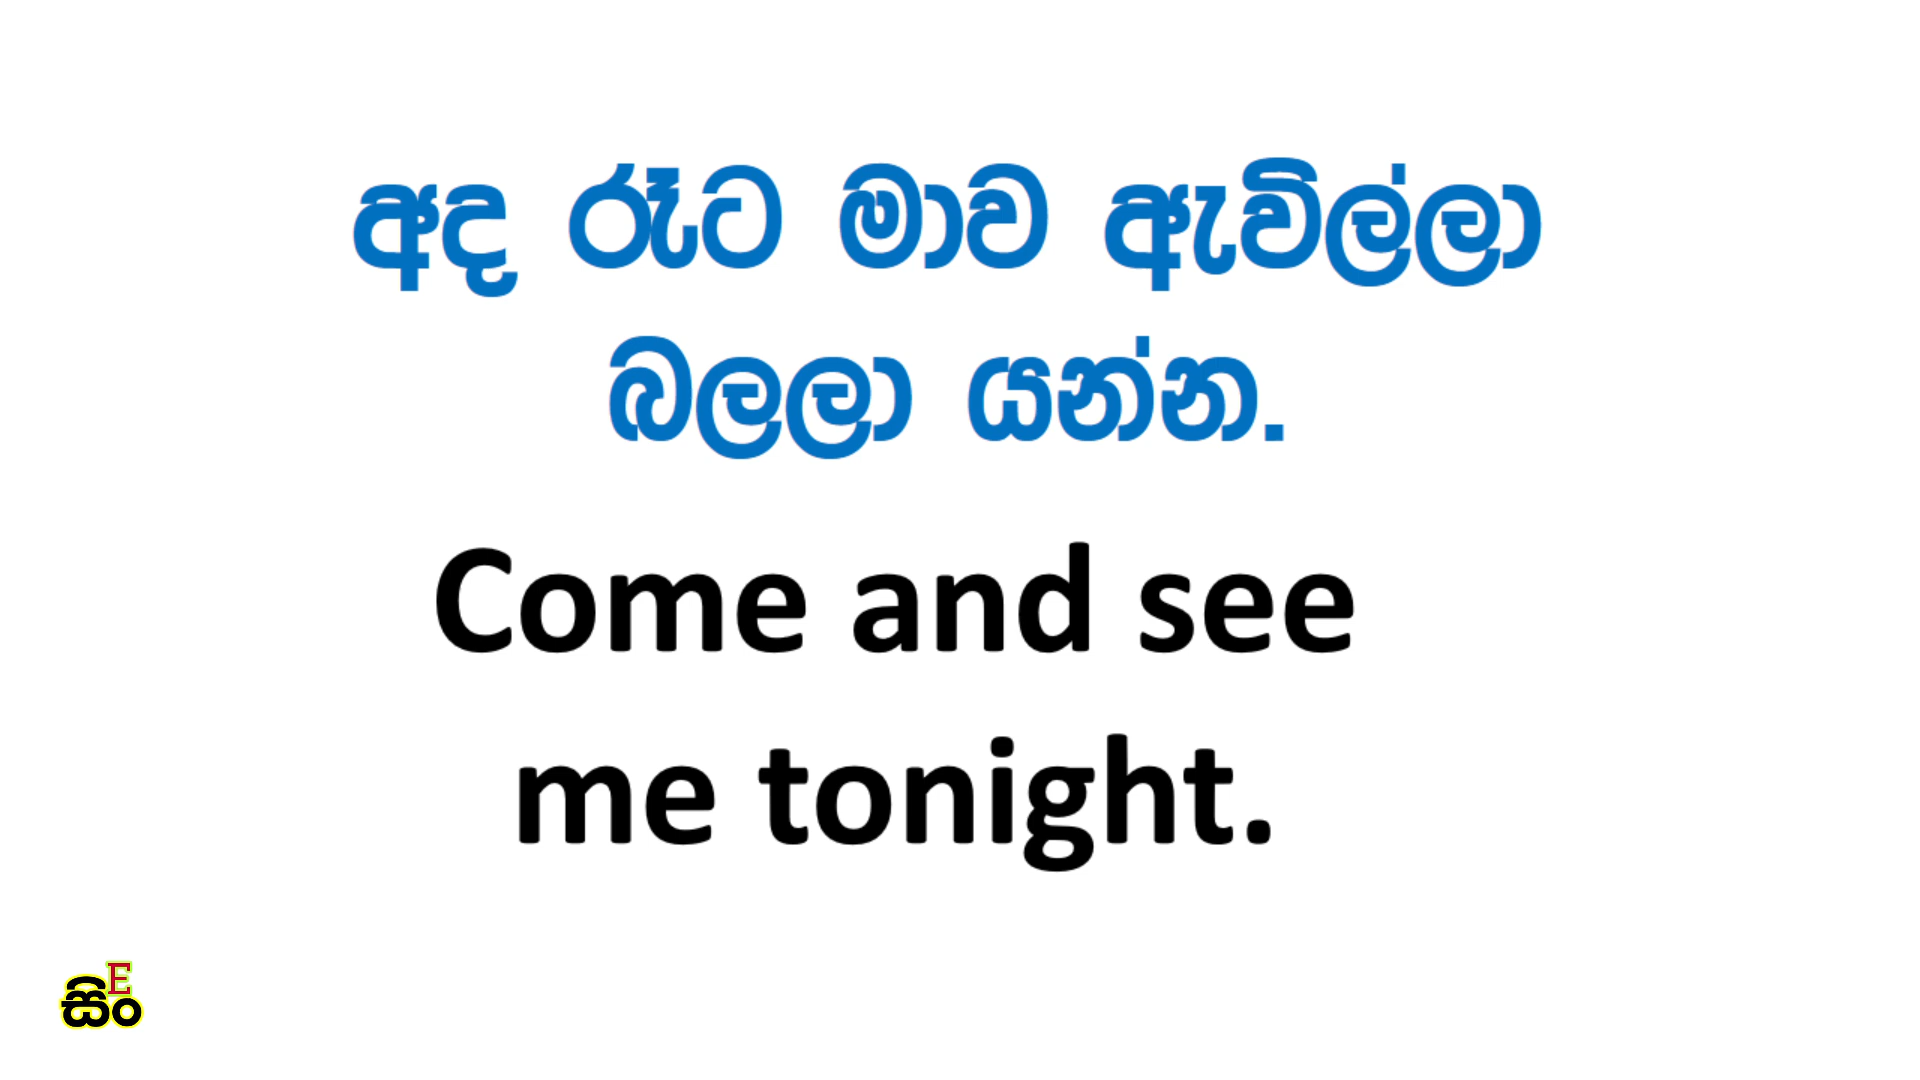 අද රෑට මාව ඇවිල්ලා
බලලා යන්න.
Come and see
me tonight.
E
සිං